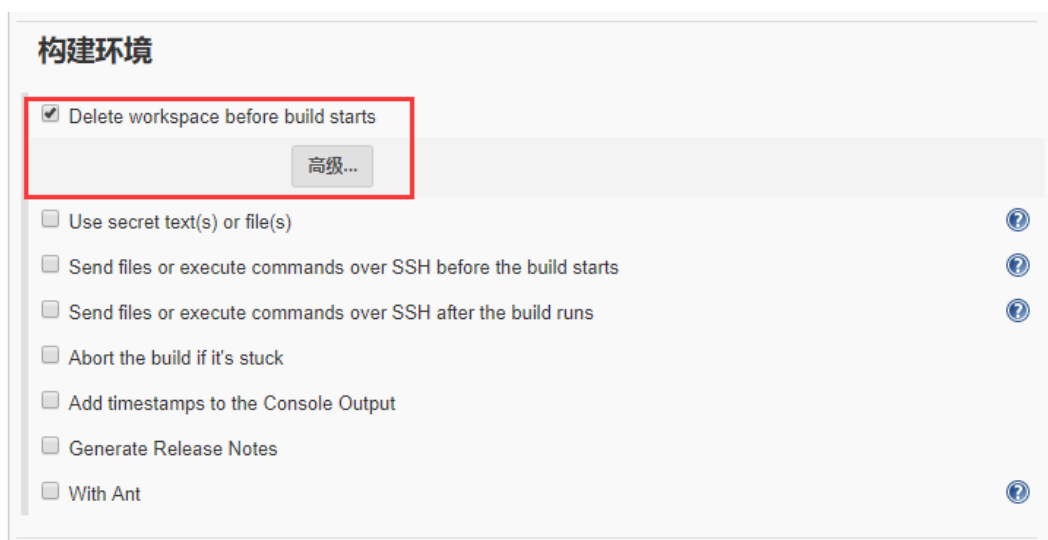 构建环境
Delete workspace before build starts
高级...
Use secret text(s) or file(s)
Send files or execute commands over SSH before the build starts
Send files or execute commands over SSH after the build runs
Abort the build if it's stuck
Add timestamps to the Console Output
Generate Release Notes
With Ant